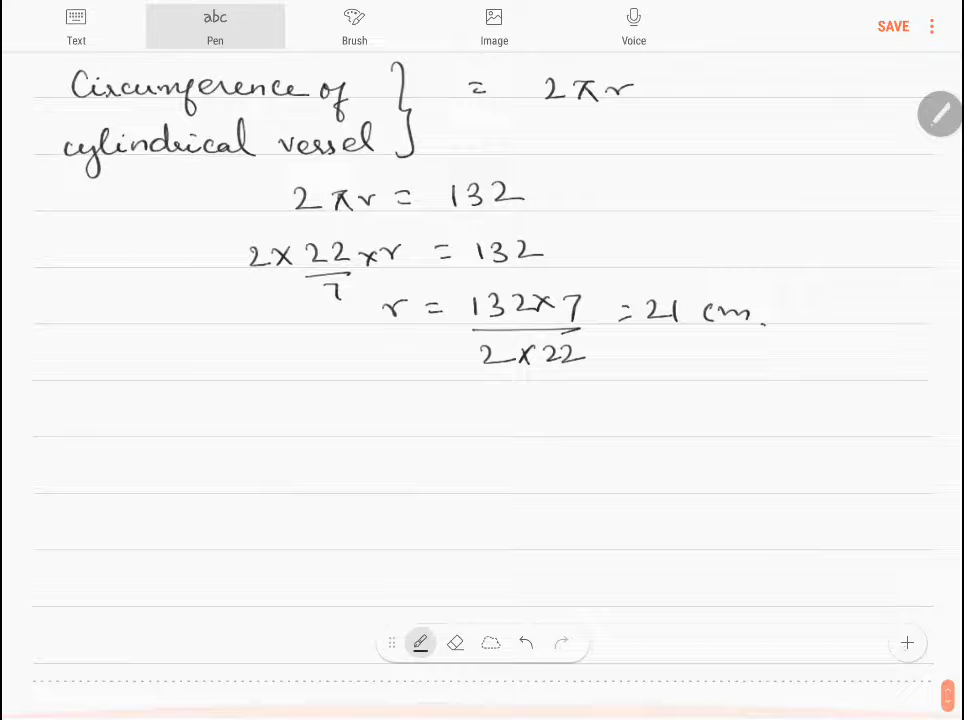 Text
abc
Pen
Brush
Image
Voice
SAVE
Circumference of } = 2πr
cylindrical vessel
2πr = 132
2 × 22/7 × r = 132
r = 132 × 7 / 2 × 22 = 21 cm.